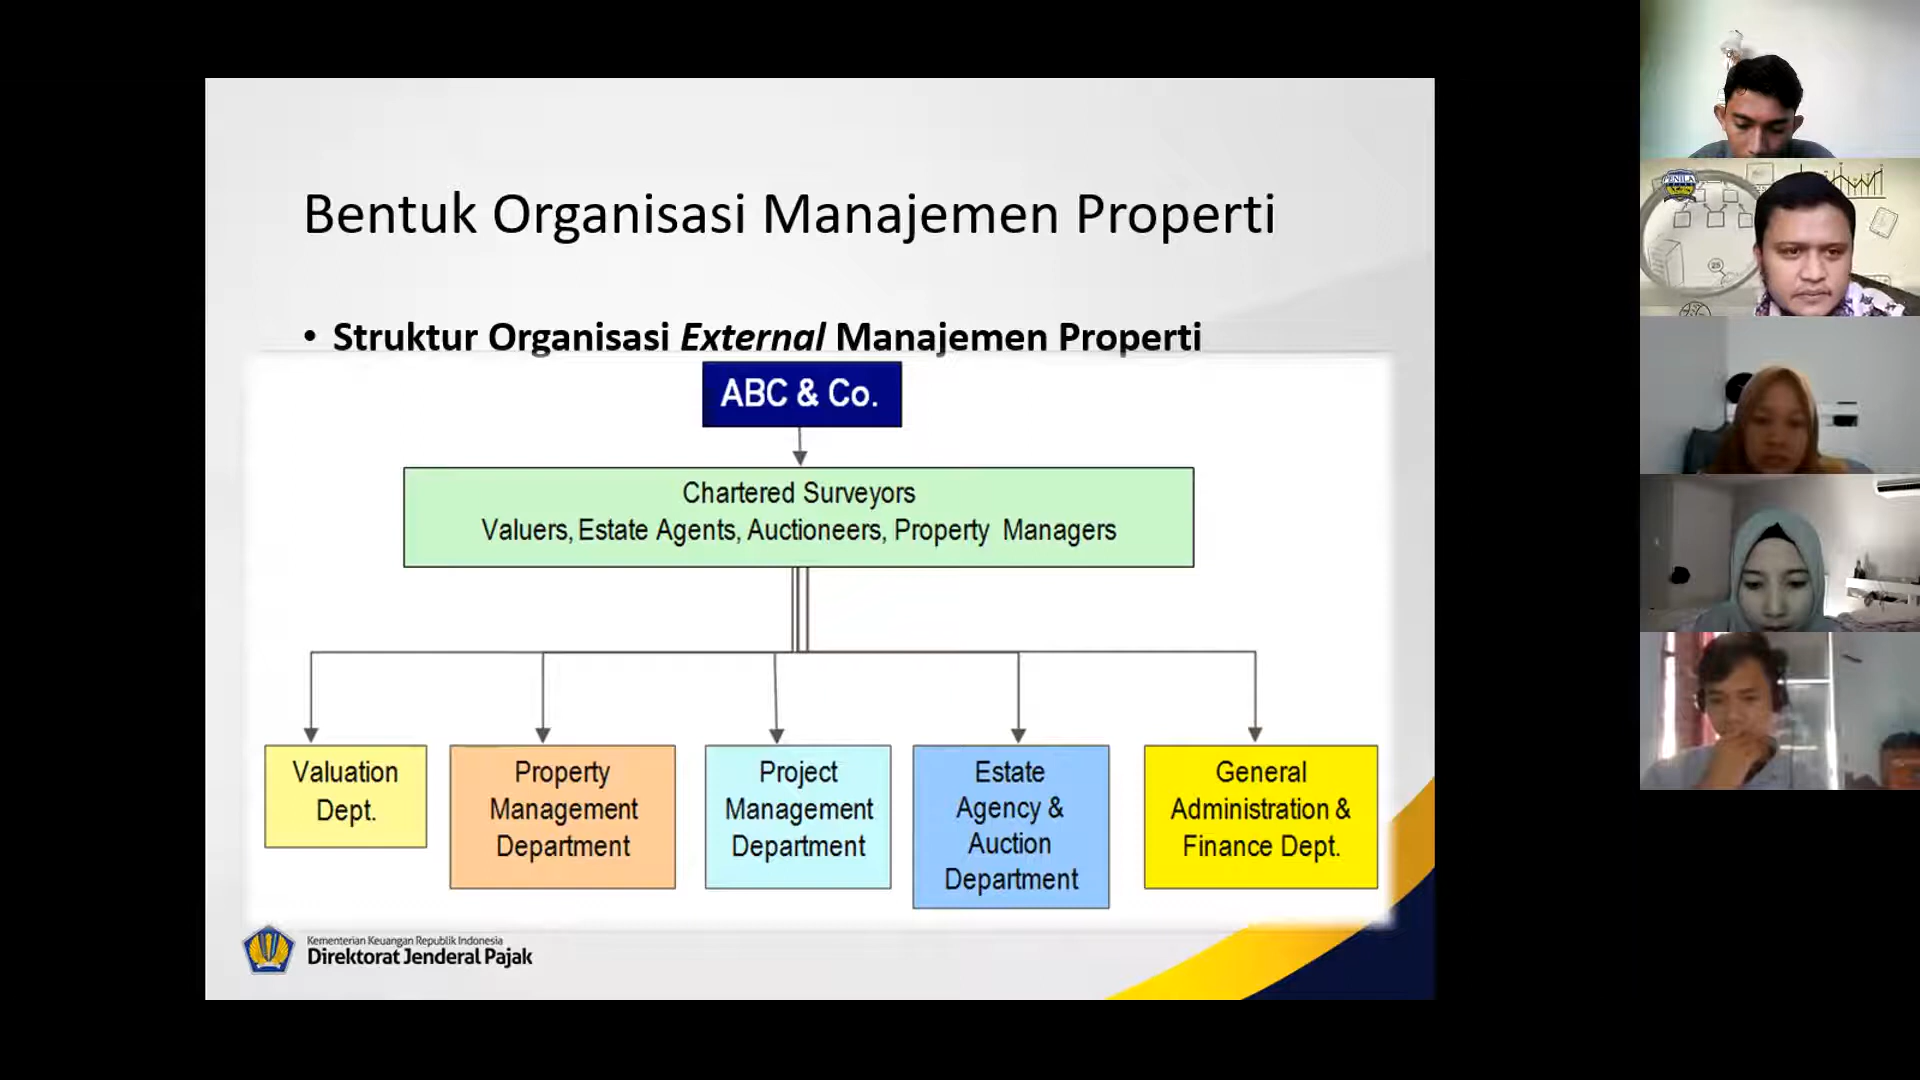 Bentuk Organisasi Manajemen Properti
• Struktur Organisasi External Manajemen Properti
ABC & Co.
Chartered Surveyors
Valuers, Estate Agents, Auctioneers, Property Managers
Valuation
Dept.
Property
Management
Department
Project
Management
Department
Estate
Agency &
Auction
Department
General
Administration &
Finance Dept.
Kementerian Keuangan Republik Indonesia
Direktorat Jenderal Pajak
25